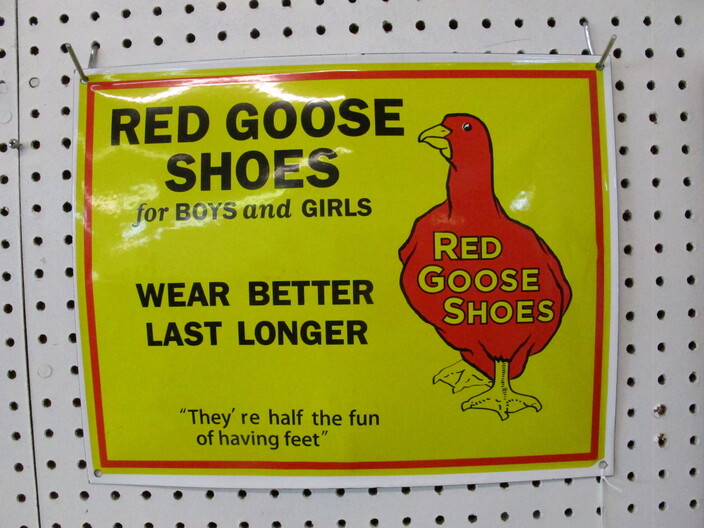 RED GOOSE
SHOES
for BOYS and GIRLS
WEAR BETTER
LAST LONGER
"They' re half the fun
of having feet"
RED
GOOSE
SHOES